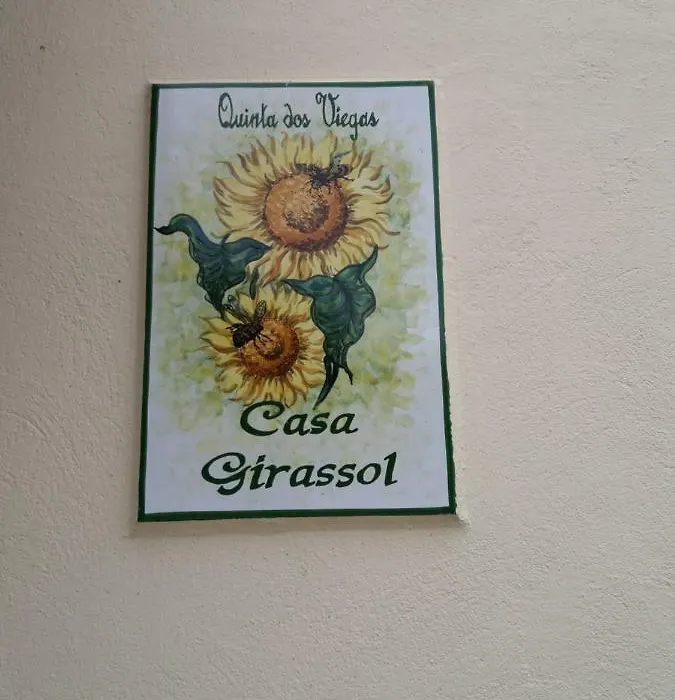 Quinta dos Viegas
Casa
Girassol